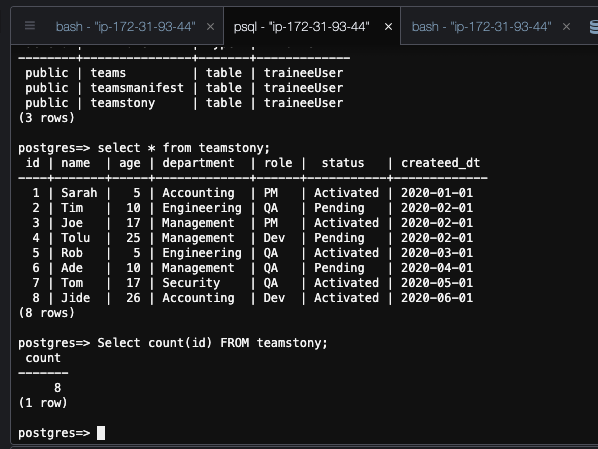 bash - "ip-172-31-93-44" × psql - "ip-172-31-93-44" × bash - "ip-172-31-93-44" ×
--------+---------------+-------+-------------
 public | teams         | table | traineeUser
 public | teamsmanifest | table | traineeUser
 public | teamstony     | table | traineeUser
(3 rows)
postgres=> select * from teamstony;
 id | name  | age | department  | role |  status   | createed_dt
----+-------+-----+-------------+------+-----------+-------------
  1 | Sarah |   5 | Accounting  | PM   | Activated | 2020-01-01
  2 | Tim   |  10 | Engineering | QA   | Pending   | 2020-02-01
  3 | Joe   |  17 | Management  | PM   | Activated | 2020-02-01
  4 | Tolu  |  25 | Management  | Dev  | Pending   | 2020-02-01
  5 | Rob   |   5 | Engineering | QA   | Activated | 2020-03-01
  6 | Ade   |  10 | Management  | QA   | Pending   | 2020-04-01
  7 | Tom   |  17 | Security    | QA   | Activated | 2020-05-01
  8 | Jide  |  26 | Accounting  | Dev  | Activated | 2020-06-01
(8 rows)
postgres=> Select count(id) FROM teamstony;
 count
-------
     8
(1 row)
postgres=>